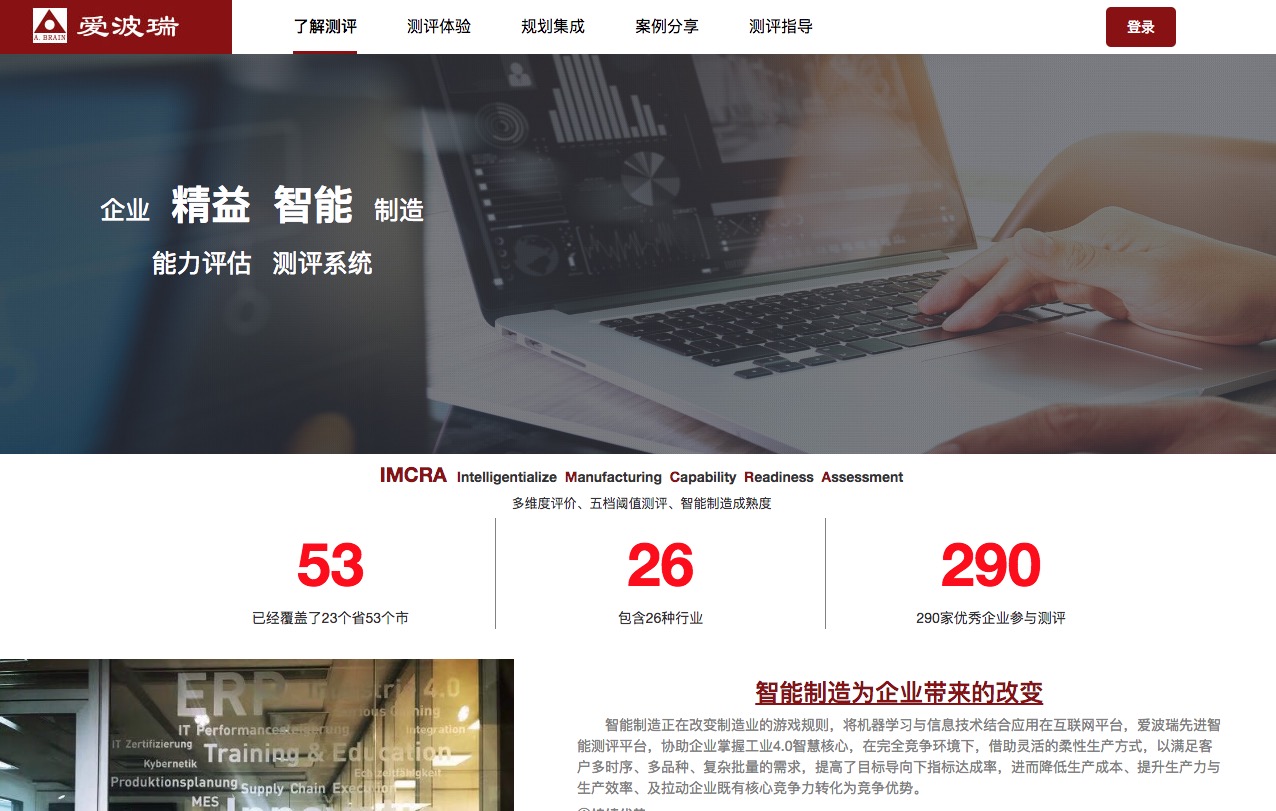 A. BRAIN
爱波瑞
了解测评
测评体验
规划集成
案例分享
测评指导
登录
企业 精益 智能 制造
能力评估 测评系统
IMCRA Intelligentialize Manufacturing Capability Readiness Assessment
多维度评价、五档阈值测评、智能制造成熟度
53
已经覆盖了23个省53个市
26
包含26种行业
290
290家优秀企业参与测评
ERP
4.0
IT Performancesteigerung
Integration
IT Zertifizierung
Training & Education
Kybernetik
Echtzeitfähigkeit
Produktionsplanung
Supply Chain Execution
MES
智能制造为企业带来的改变
智能制造正在改变制造业的游戏规则，将机器学习与信息技术结合应用在互联网平台，爱波瑞先进智
能测评平台，协助企业掌握工业4.0智慧核心，在完全竞争环境下，借助灵活的柔性生产方式，以满足客
户多时序、多品种、复杂批量的需求，提高了目标导向下指标达成率，进而降低生产成本、提升生产力与
生产效率、及拉动企业既有核心竞争力转化为竞争优势。